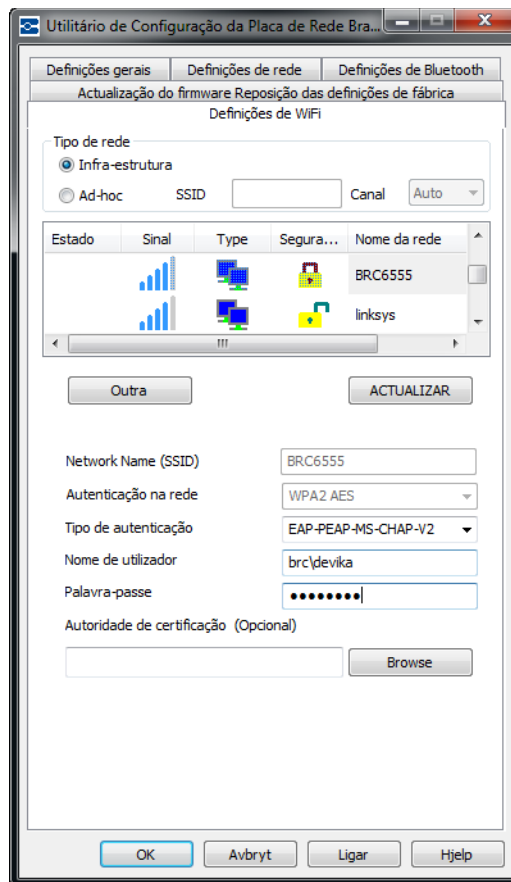 Utilitário de Configuração da Placa de Rede Bra...
Definições gerais Definições de rede Definições de Bluetooth
Actualização do firmware Reposição das definições de fábrica
Definições de WiFi
Tipo de rede
Infra-estrutura
Ad-hoc SSID Canal Auto
Estado Sinal Type Segura... Nome da rede
BRC6555
linksys
Outra ACTUALIZAR
Network Name (SSID) BRC6555
Autenticação na rede WPA2 AES
Tipo de autenticação EAP-PEAP-MS-CHAP-V2
Nome de utilizador brc\devika
Palavra-passe ●●●●●●●●
Autoridade de certificação (Opcional)
Browse
OK Avbryt Ligar Hjelp